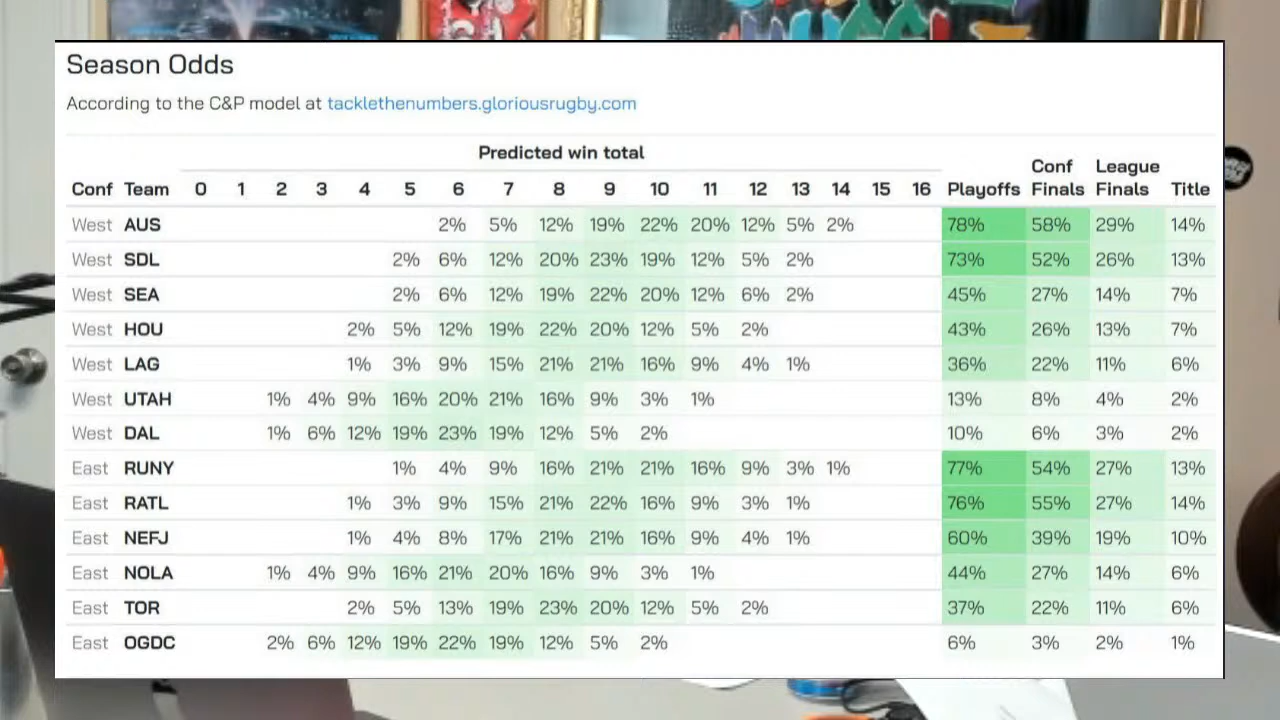 Season Odds
According to the C&P model at tacklethenumbers.gloriousrugby.com
Predicted win total
Conf Team 0 1 2 3 4 5 6 7 8 9 10 11 12 13 14 15 16 Playoffs Conf Finals League Finals Title
West AUS 2% 5% 12% 19% 22% 20% 12% 5% 2% 78% 58% 29% 14%
West SDL 2% 6% 12% 20% 23% 19% 12% 5% 2% 73% 52% 26% 13%
West SEA 2% 6% 12% 19% 22% 20% 12% 6% 2% 45% 27% 14% 7%
West HOU 2% 5% 12% 19% 22% 20% 12% 5% 2% 43% 26% 13% 7%
West LAG 1% 3% 9% 15% 21% 21% 16% 9% 4% 1% 36% 22% 11% 6%
West UTAH 1% 4% 9% 16% 20% 21% 16% 9% 3% 1% 13% 8% 4% 2%
West DAL 1% 6% 12% 19% 23% 19% 12% 5% 2% 10% 6% 3% 2%
East RUNY 1% 4% 9% 16% 21% 21% 16% 9% 3% 1% 77% 54% 27% 13%
East RATL 1% 3% 9% 15% 21% 22% 16% 9% 3% 1% 76% 55% 27% 14%
East NEFJ 1% 4% 8% 17% 21% 21% 16% 9% 4% 1% 60% 39% 19% 10%
East NOLA 1% 4% 9% 16% 21% 20% 16% 9% 3% 1% 44% 27% 14% 6%
East TOR 2% 5% 13% 19% 23% 20% 12% 5% 2% 37% 22% 11% 6%
East OGDC 2% 6% 12% 19% 22% 19% 12% 5% 2% 6% 3% 2% 1%